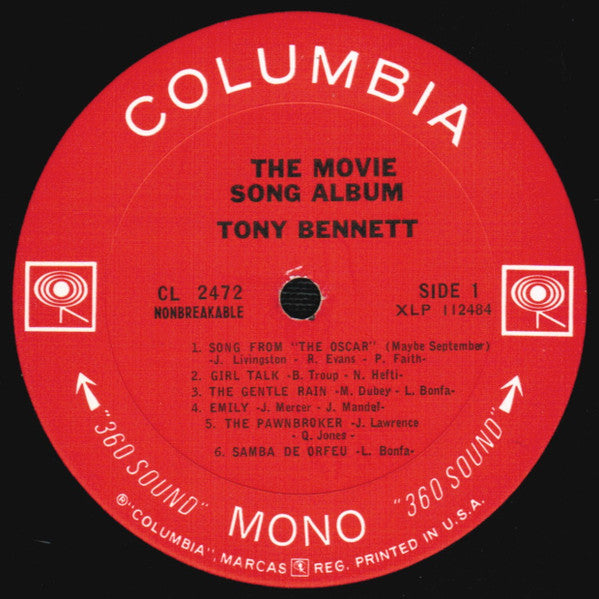 COLUMBIA
THE MOVIE
SONG ALBUM
TONY BENNETT
CL 2472
NONBREAKABLE
SIDE 1
XLP 112484
1. SONG FROM "THE OSCAR" (Maybe September)
-J. Livingston - R. Evans - P. Faith-
2. GIRL TALK -B. Troup - N. Hefti-
3. THE GENTLE RAIN -M. Dubey - L. Bonfa-
4. EMILY -J. Mercer - J. Mandel-
5. THE PAWNBROKER -J. Lawrence
- Q. Jones-
6. SAMBA DE ORFEU -L. Bonfa-
"360 SOUND"
MONO
"360 SOUND"
®"COLUMBIA", MARCAS REG. PRINTED IN U.S.A.